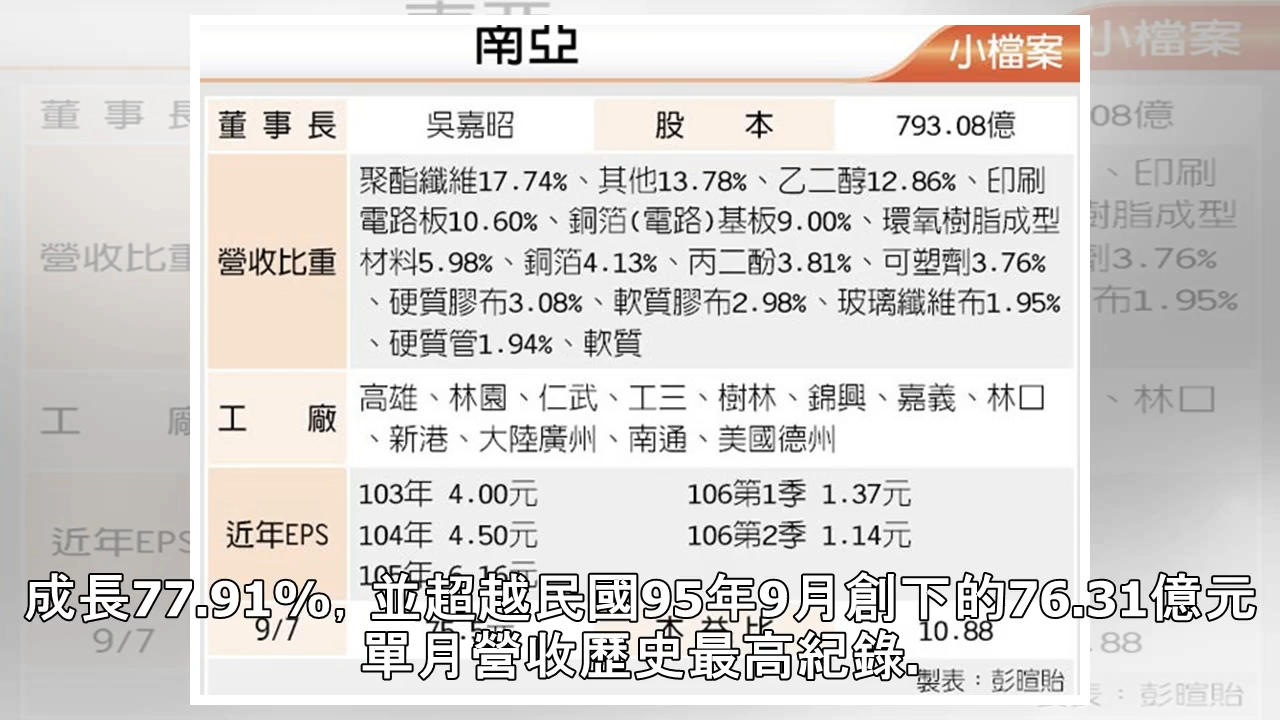 南亞
小檔案
董事長 吳嘉昭 股本 793.08億
營收比重
聚酯纖維17.74%、其他13.78%、乙二醇12.86%、印刷
電路板10.60%、銅箔(電路)基板9.00%、環氧樹脂成型
材料5.98%、銅箔4.13%、丙二酚3.81%、可塑劑3.76%
、硬質膠布3.08%、軟質膠布2.98%、玻璃纖維布1.95%
、硬質管1.94%、軟質
工廠
高雄、林園、仁武、工三、樹林、錦興、嘉義、林口
、新港、大陸廣州、南通、美國德州
近年EPS
103年 4.00元 106第1季 1.37元
104年 4.50元 106第2季 1.14元
105年 6.16元
9/7 本益比 10.88
成長77.91%, 並超越民國95年9月創下的76.31億元
單月營收歷史最高紀錄.
製表：彭暄貽